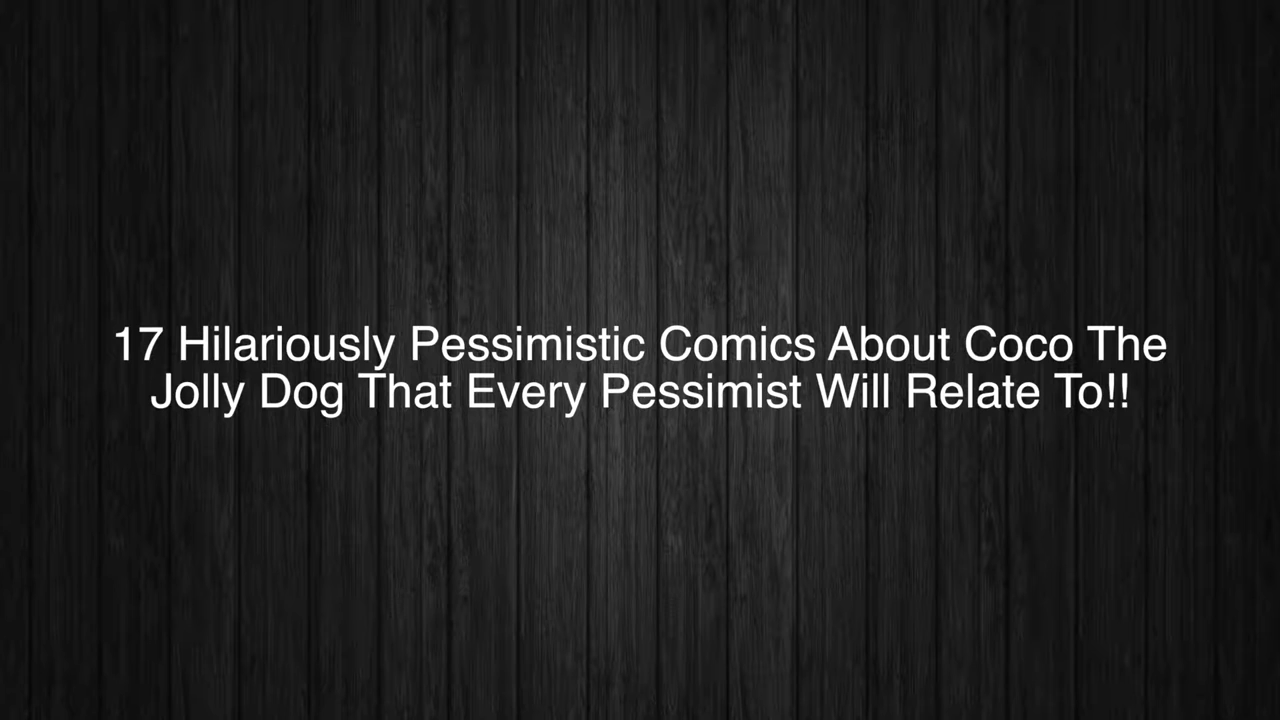 17 Hilariously Pessimistic Comics About Coco The
Jolly Dog That Every Pessimist Will Relate To!!